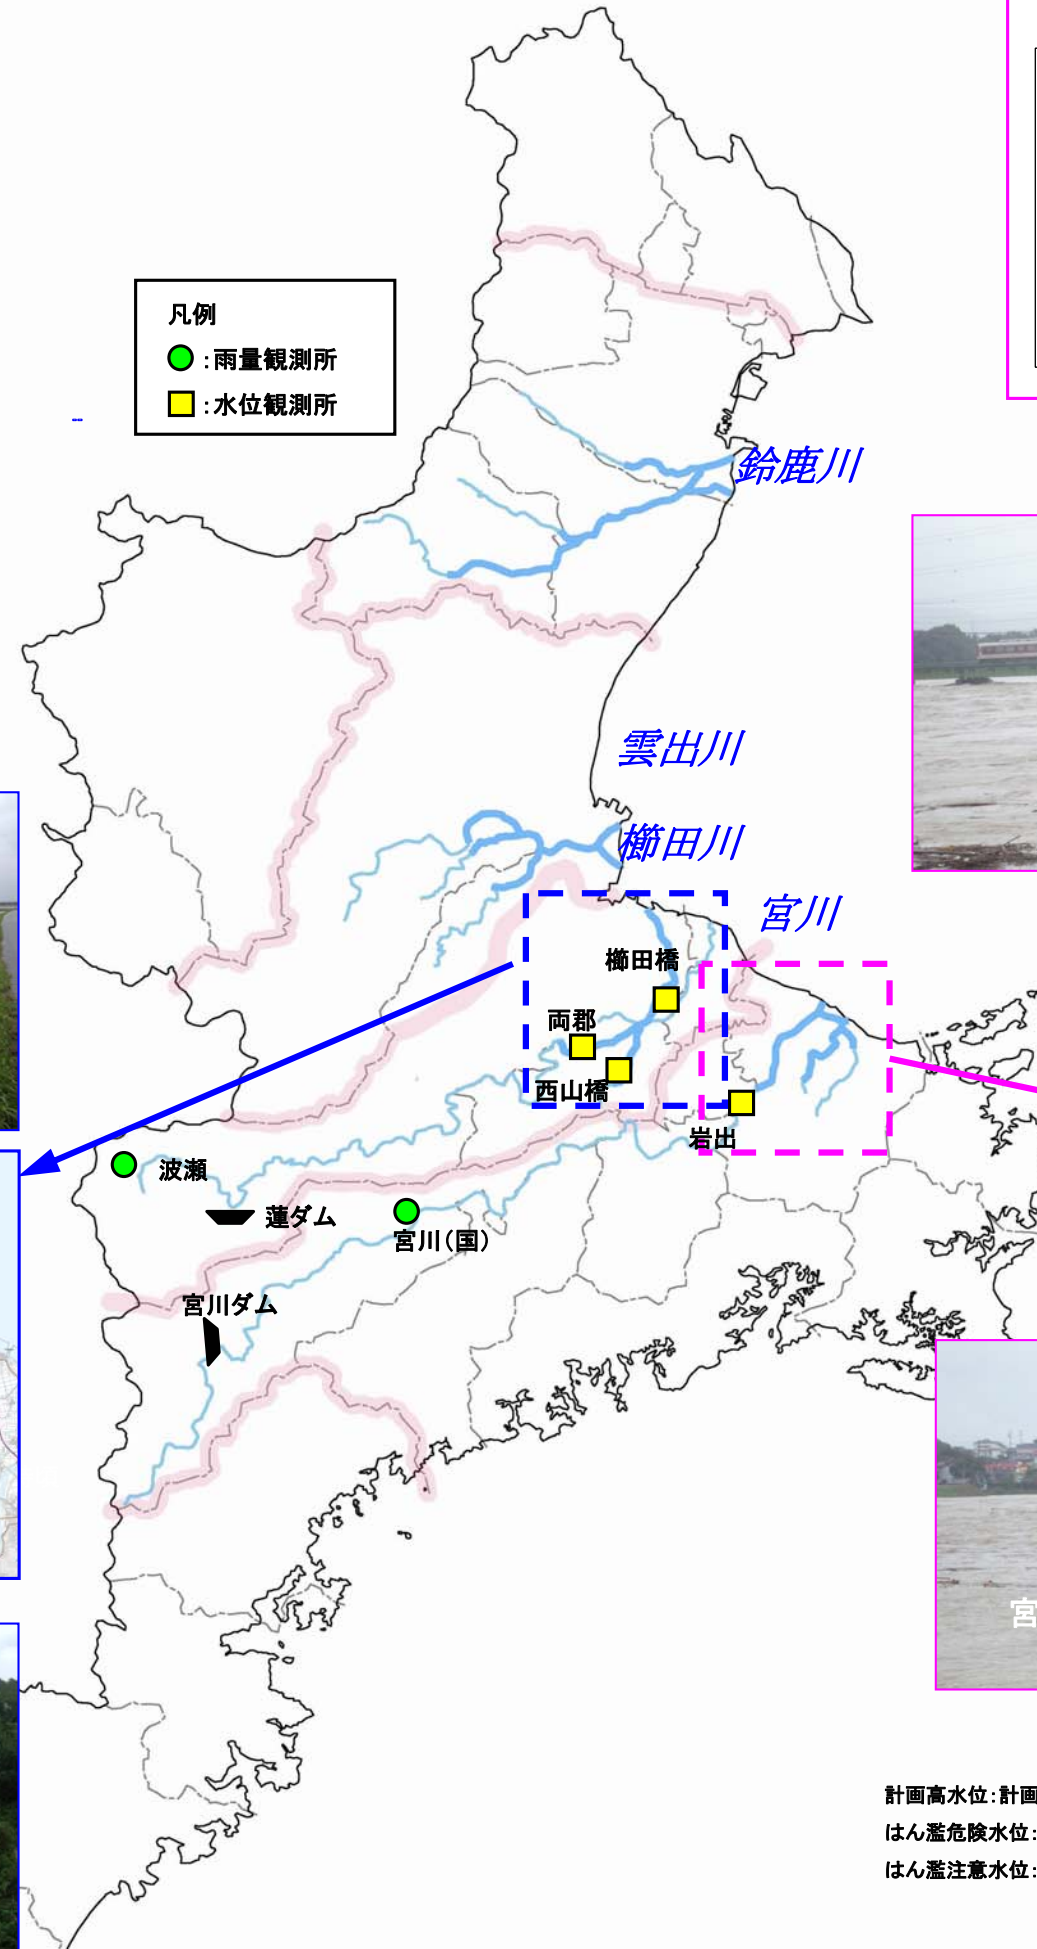 凡例
:雨量観測所
:水位観測所
鈴鹿川
雲出川
櫛田川
宮川
櫛田橋
両郡
西山橋
岩出
波瀬
蓮ダム
宮川(国)
宮川ダム
宮
計画高水位:計画
はん濫危険水位:
はん濫注意水位: